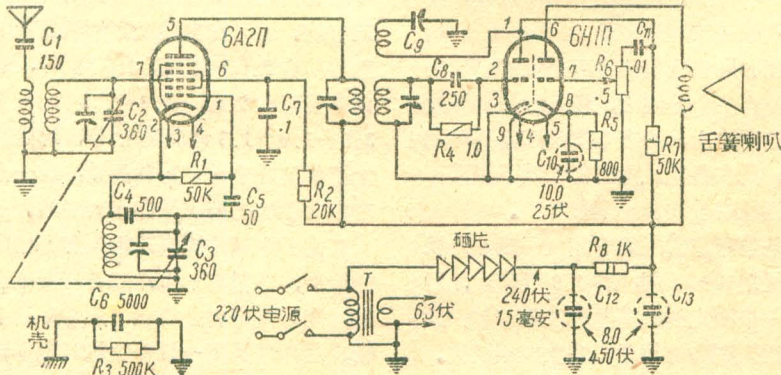 C1
150
7
C2
360
5
6A2П
6
1
2
3
4
R1
50K
C4
500
C5
50
C3
360
C6 5000
机壳
R3 500K
C7
.1
R2
20K
C9
C8
250
R4 1.0
1
6
6H1П
2
7
3
8
9
4
5
C10
10.0
25伏
R5
800
R6
.5
C11
.01
R7
50K
舌簧喇叭
硒片
220伏电源
T
6.3伏
240伏
15毫安
R8 1K
C12
C13
8.0
450伏